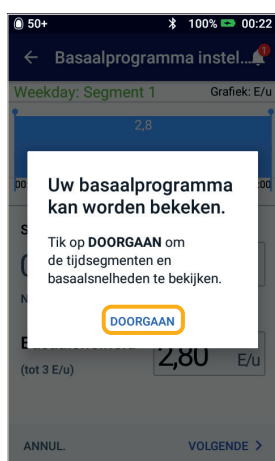 50+ 100% 00:22
Basaalprogramma instel...
Weekday: Segment 1 Grafiek: E/u
2,8
Uw basaalprogramma
kan worden bekeken.
Tik op DOORGAAN om
de tijdsegmenten en
basaalsnelheden te bekijken.
DOORGAAN
2,80 E/u
(tot 3 E/u)
ANNUL. VOLGENDE >